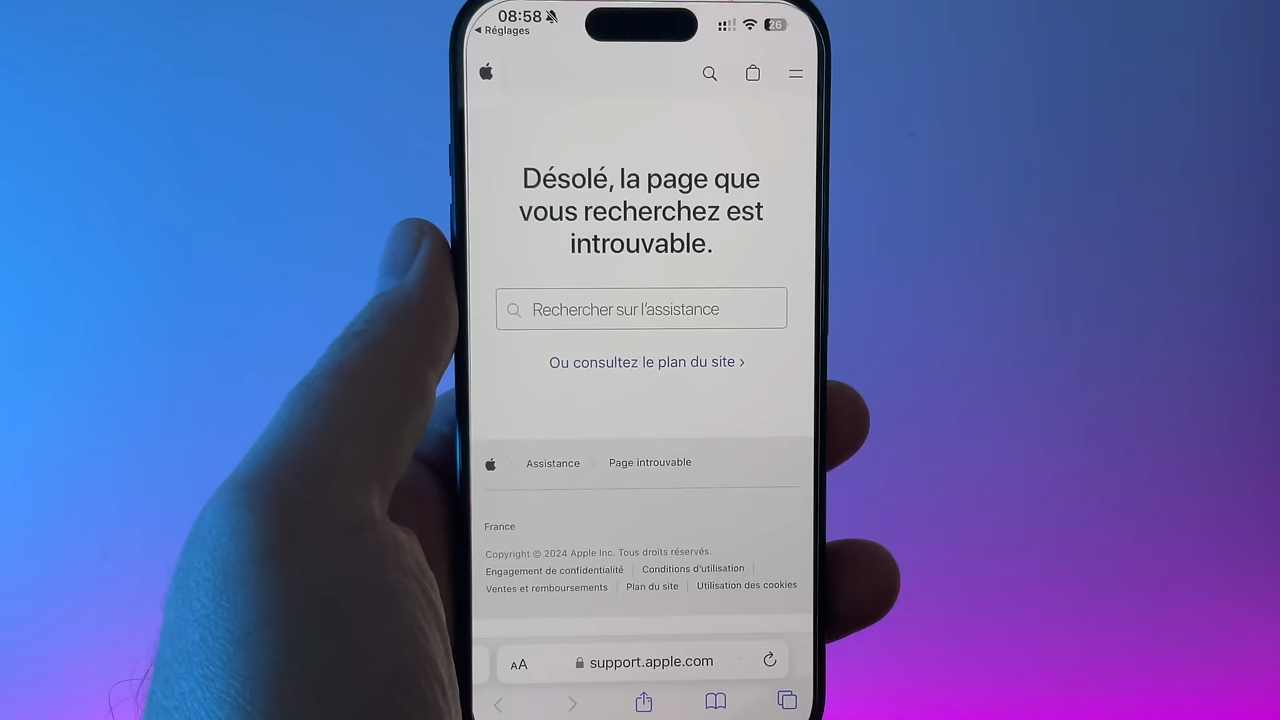 08:58
26
◀ Réglages
Désolé, la page que
vous recherchez est
introuvable.
Rechercher sur l'assistance
Ou consultez le plan du site >
Assistance > Page introuvable
France
Copyright © 2024 Apple Inc. Tous droits réservés.
Engagement de confidentialité | Conditions d'utilisation |
Ventes et remboursements | Plan du site | Utilisation des cookies
AA support.apple.com